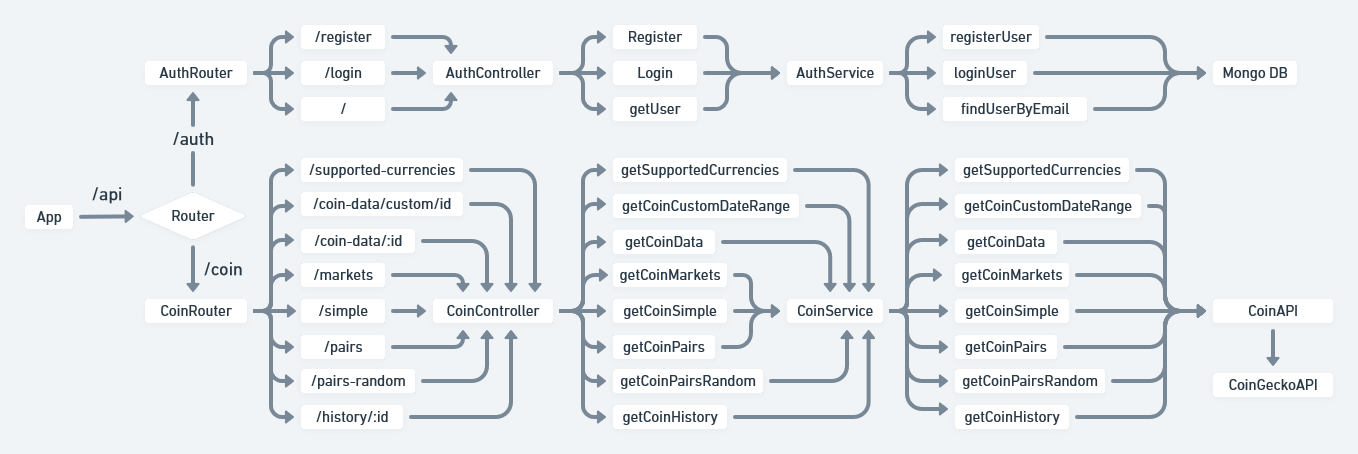 /register
Register
registerUser
AuthRouter
/login
AuthController
Login
AuthService
loginUser
Mongo DB
/
getUser
findUserByEmail
/auth
/supported-currencies
getSupportedCurrencies
getSupportedCurrencies
/api
/coin-data/custom/id
getCoinCustomDateRange
getCoinCustomDateRange
App
Router
/coin-data/:id
getCoinData
getCoinData
/coin
/markets
getCoinMarkets
getCoinMarkets
CoinRouter
/simple
CoinController
getCoinSimple
CoinService
getCoinSimple
CoinAPI
/pairs
getCoinPairs
getCoinPairs
/pairs-random
getCoinPairsRandom
getCoinPairsRandom
CoinGeckoAPI
/history/:id
getCoinHistory
getCoinHistory